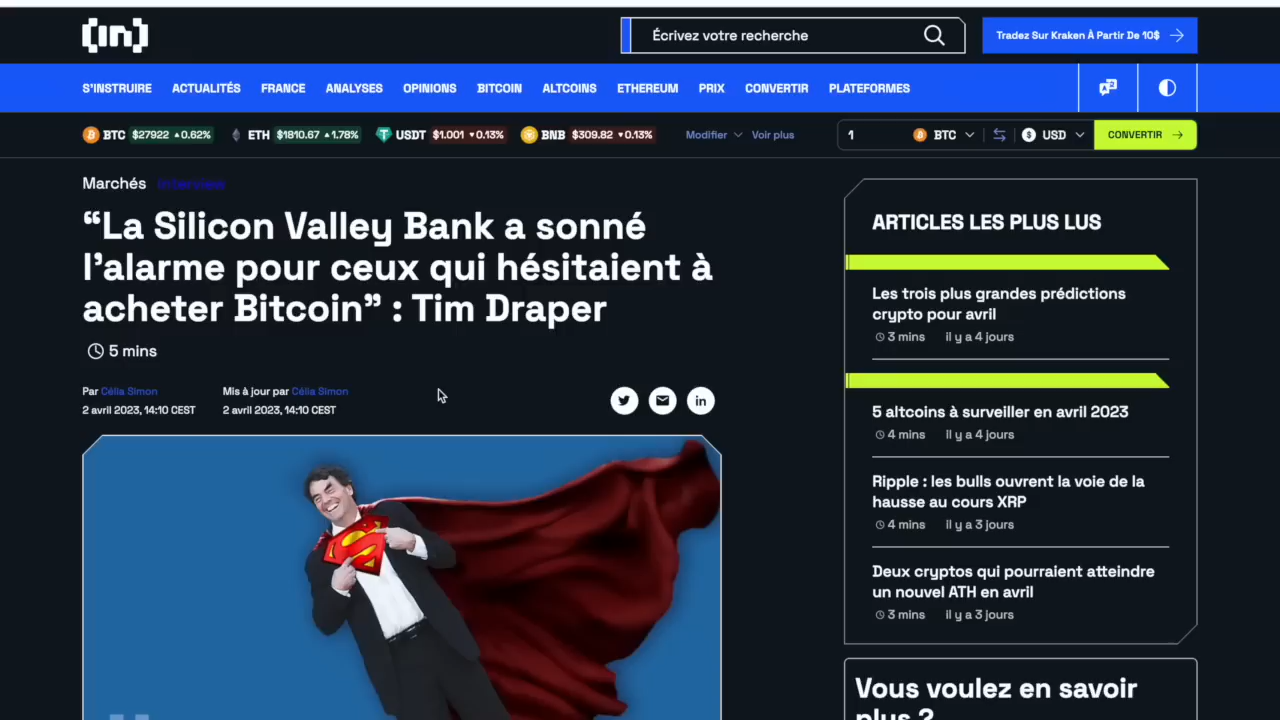 [in]
Écrivez votre recherche
Tradez Sur Kraken À Partir De 10$
S'INSTRUIRE ACTUALITÉS FRANCE ANALYSES OPINIONS BITCOIN ALTCOINS ETHEREUM PRIX CONVERTIR PLATEFORMES
BTC $27922 ▲0.62% ETH $1810.67 ▲1.78% USDT $1.001 ▼0.13% BNB $309.82 ▼0.13% Modifier Voir plus
1 BTC USD CONVERTIR
Marchés Interview
“La Silicon Valley Bank a sonné
l'alarme pour ceux qui hésitaient à
acheter Bitcoin” : Tim Draper
5 mins
Par Célia Simon
2 avril 2023, 14:10 CEST
Mis à jour par Célia Simon
2 avril 2023, 14:10 CEST
in
ARTICLES LES PLUS LUS
Les trois plus grandes prédictions
crypto pour avril
3 mins il y a 4 jours
5 altcoins à surveiller en avril 2023
4 mins il y a 4 jours
Ripple : les bulls ouvrent la voie de la
hausse au cours XRP
4 mins il y a 3 jours
Deux cryptos qui pourraient atteindre
un nouvel ATH en avril
3 mins il y a 3 jours
Vous voulez en savoir
plus ?